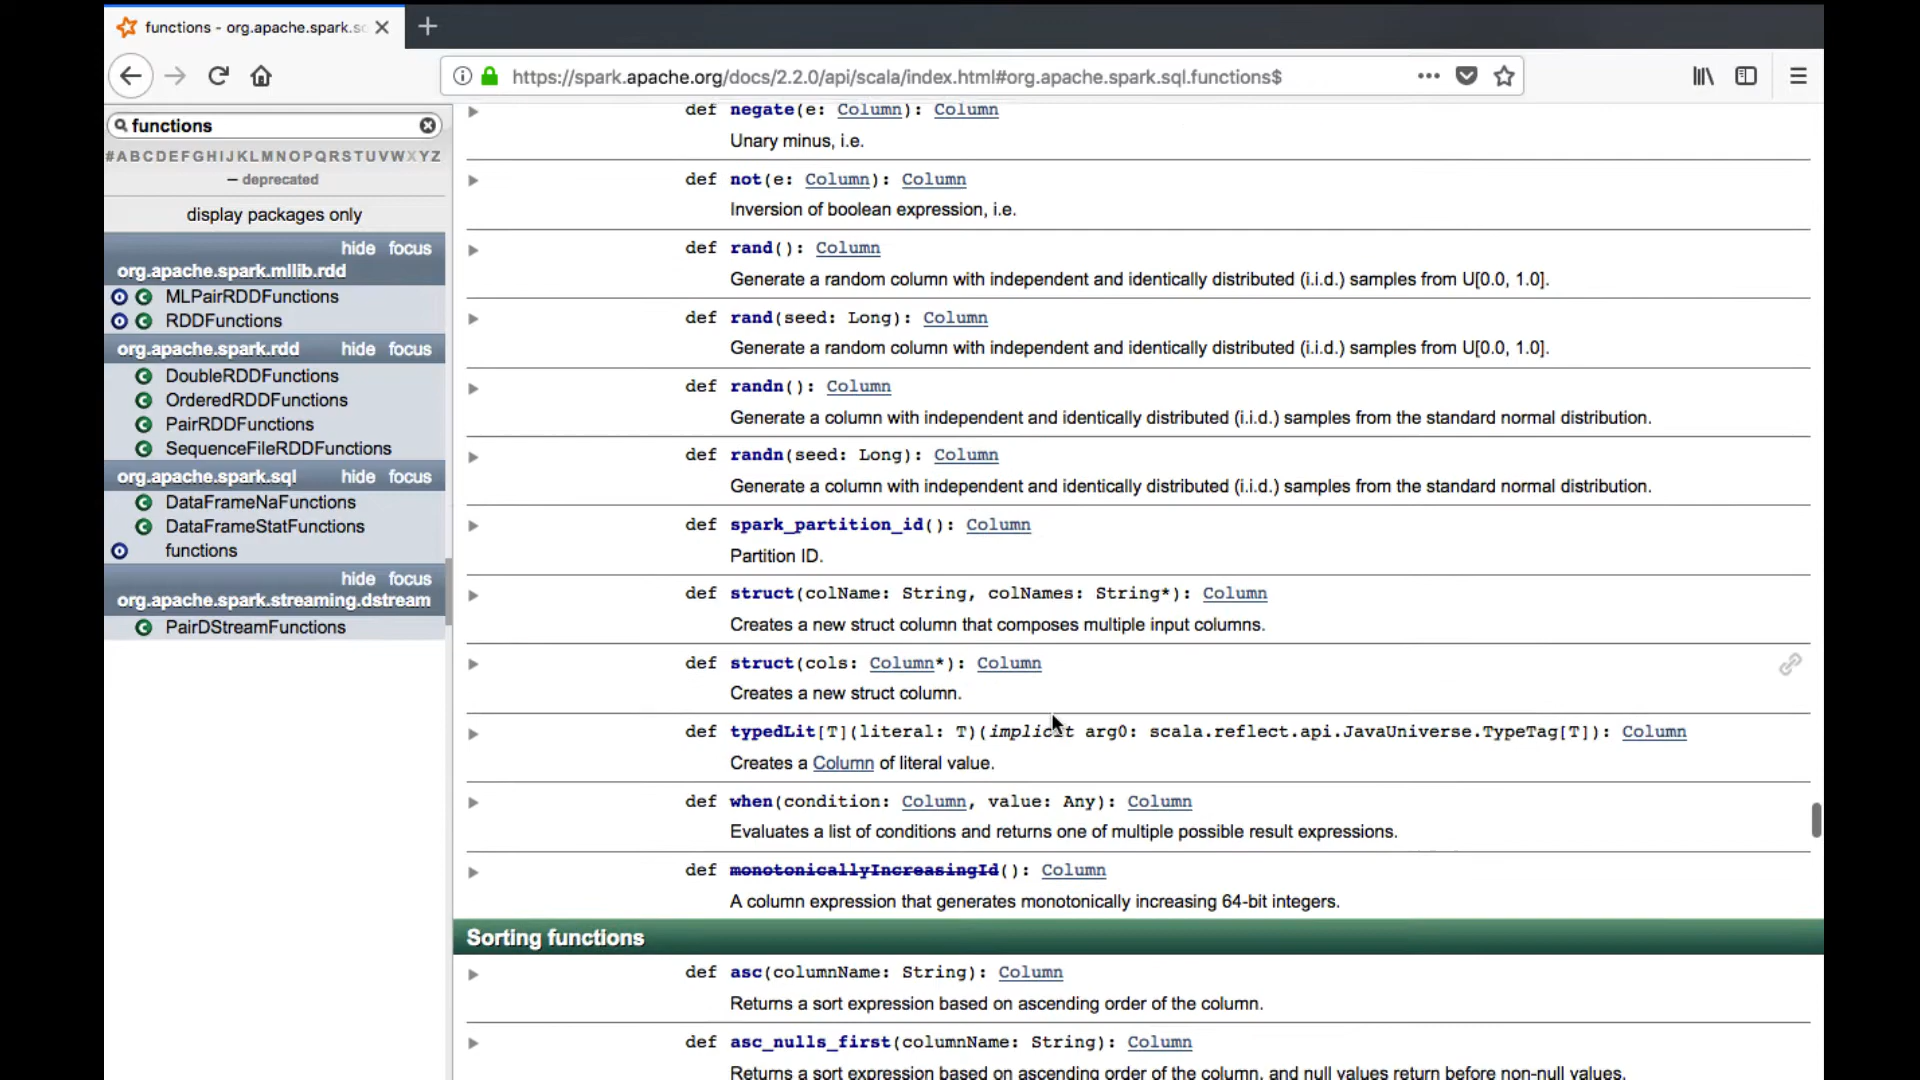 functions - org.apache.spark.s
https://spark.apache.org/docs/2.2.0/api/scala/index.html#org.apache.spark.sql.functions$
functions
#ABCDEFGHIJKLMNOPQRSTUVWXYZ
– deprecated
display packages only
hide focus
org.apache.spark.mllib.rdd
MLPairRDDFunctions
RDDFunctions
org.apache.spark.rdd hide focus
DoubleRDDFunctions
OrderedRDDFunctions
PairRDDFunctions
SequenceFileRDDFunctions
org.apache.spark.sql hide focus
DataFrameNaFunctions
DataFrameStatFunctions
functions
hide focus
org.apache.spark.streaming.dstream
PairDStreamFunctions
def negate(e: Column): Column
Unary minus, i.e.
def not(e: Column): Column
Inversion of boolean expression, i.e.
def rand(): Column
Generate a random column with independent and identically distributed (i.i.d.) samples from U[0.0, 1.0].
def rand(seed: Long): Column
Generate a random column with independent and identically distributed (i.i.d.) samples from U[0.0, 1.0].
def randn(): Column
Generate a column with independent and identically distributed (i.i.d.) samples from the standard normal distribution.
def randn(seed: Long): Column
Generate a column with independent and identically distributed (i.i.d.) samples from the standard normal distribution.
def spark_partition_id(): Column
Partition ID.
def struct(colName: String, colNames: String*): Column
Creates a new struct column that composes multiple input columns.
def struct(cols: Column*): Column
Creates a new struct column.
def typedLit[T](literal: T)(implicit arg0: scala.reflect.api.JavaUniverse.TypeTag[T]): Column
Creates a Column of literal value.
def when(condition: Column, value: Any): Column
Evaluates a list of conditions and returns one of multiple possible result expressions.
def monotonicallyIncreasingId(): Column
A column expression that generates monotonically increasing 64-bit integers.
Sorting functions
def asc(columnName: String): Column
Returns a sort expression based on ascending order of the column.
def asc_nulls_first(columnName: String): Column
Returns a sort expression based on ascending order of the column, and null values return before non-null values.